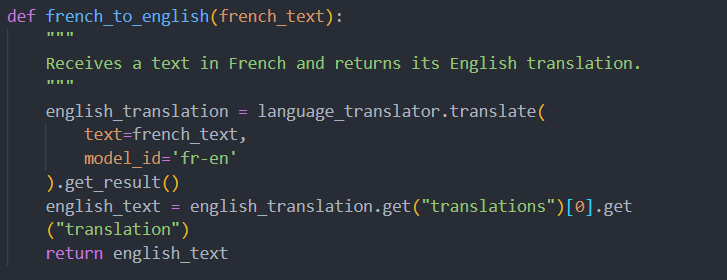 def french_to_english(french_text):
    """
    Receives a text in French and returns its English translation.
    """
    english_translation = language_translator.translate(
        text=french_text,
        model_id='fr-en'
    ).get_result()
    english_text = english_translation.get("translations")[0].get
    ("translation")
    return english_text